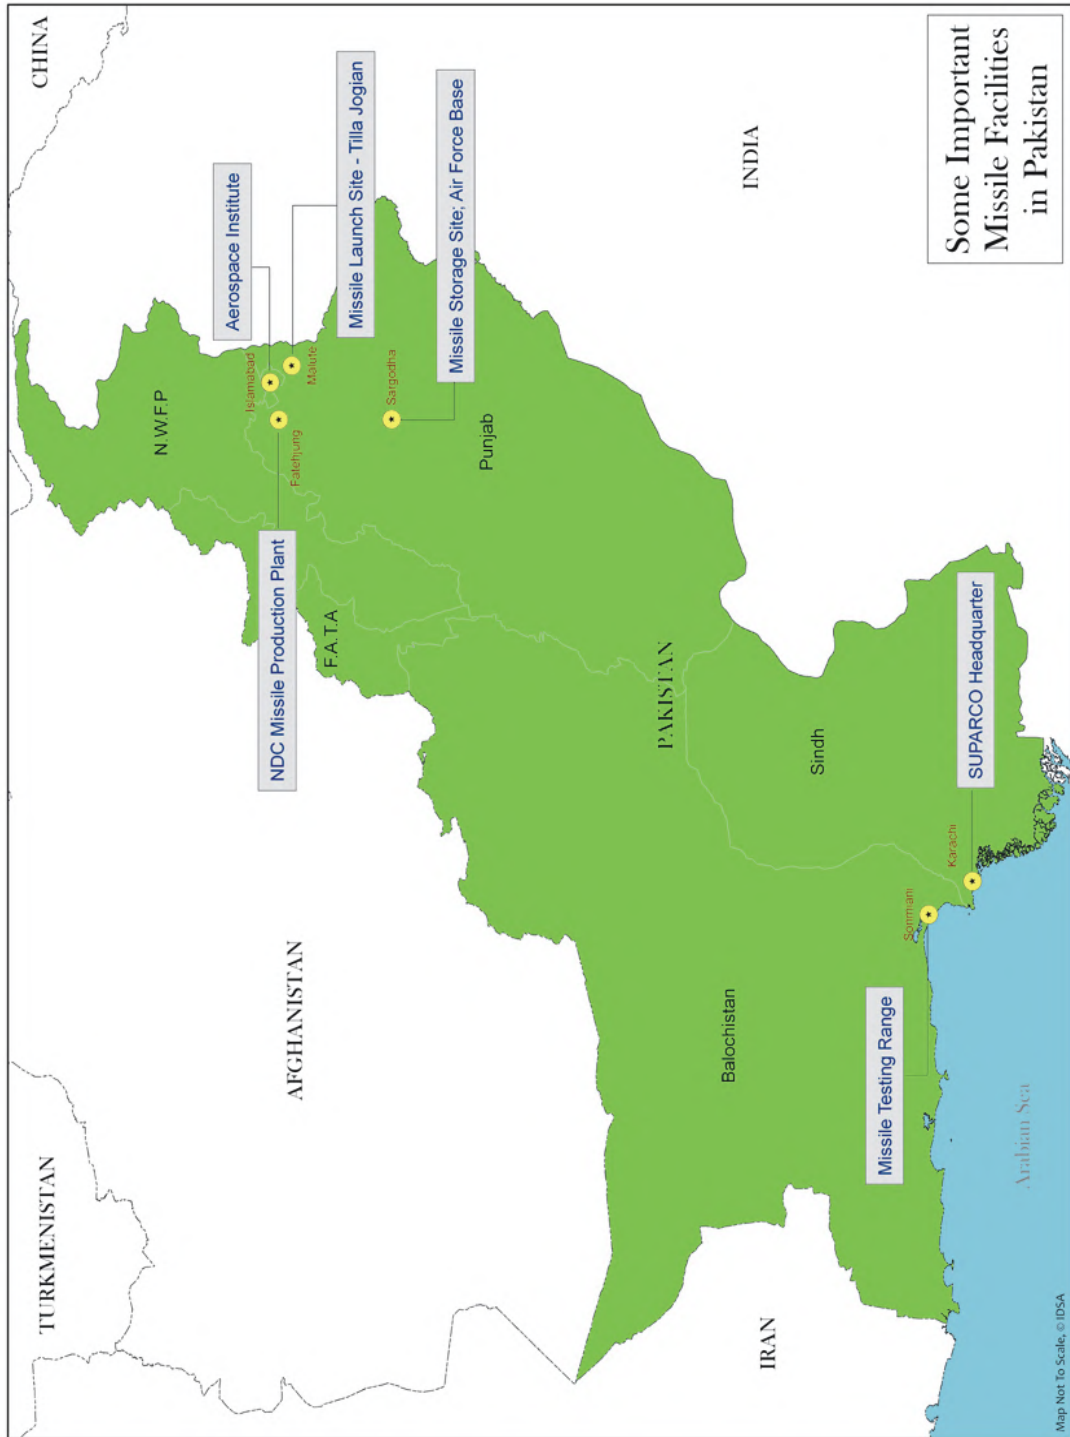 Some Important
Missile Facilities
in Pakistan
CHINA
TURKMENISTAN
AFGHANISTAN
IRAN
INDIA
PAKISTAN
Arabian Sea
N.W.F.P
F.A.T.A
Punjab
Balochistan
Sindh
Aerospace Institute
Islamabad
Missile Launch Site - Tilla Jogian
Malute
NDC Missile Production Plant
Fatehjung
Missile Storage Site; Air Force Base
Sargodha
Missile Testing Range
Sonmiani
SUPARCO Headquarter
Karachi
Map Not To Scale, © IDSA